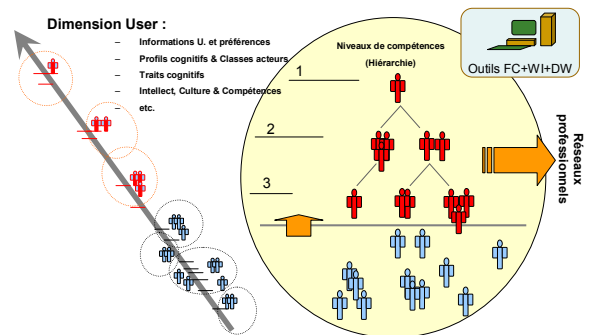 Dimension User :
– Informations U. et préférences
– Profils cognitifs & Classes acteurs
– Traits cognitifs
– Intellect, Culture & Compétences
– etc.
Niveaux de compétences
(Hiérarchie)
1
2
3
Outils FC+WI+DW
Réseaux
professionnels